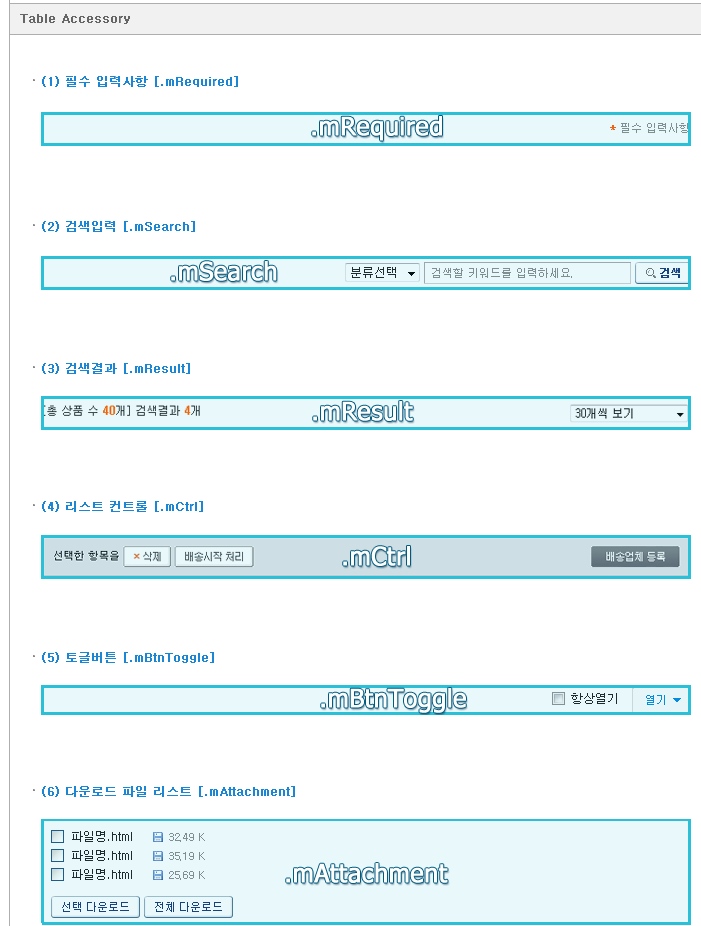 Table Accessory
· (1) 필수 입력사항 [.mRequired]
.mRequired
* 필수 입력사항
· (2) 검색입력 [.mSearch]
.mSearch
분류선택
검색할 키워드를 입력하세요.
검색
· (3) 검색결과 [.mResult]
[총 상품 수 40개] 검색결과 4개
.mResult
30개씩 보기
· (4) 리스트 컨트롤 [.mCtrl]
선택한 항목을
× 삭제
배송시작 처리
.mCtrl
배송업체 등록
· (5) 토글버튼 [.mBtnToggle]
.mBtnToggle
항상열기
열기
· (6) 다운로드 파일 리스트 [.mAttachment]
파일명.html 32,49 K
파일명.html 35,19 K
파일명.html 25,69 K
.mAttachment
선택 다운로드
전체 다운로드